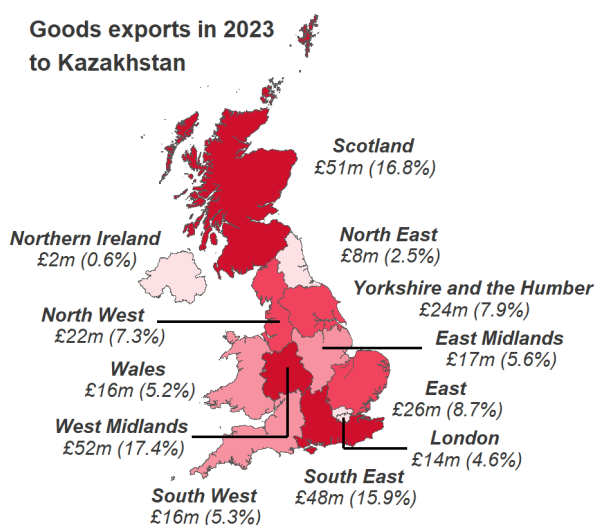 Goods exports in 2023
to Kazakhstan
Scotland
£51m (16.8%)
Northern Ireland
£2m (0.6%)
North East
£8m (2.5%)
Yorkshire and the Humber
£24m (7.9%)
North West
£22m (7.3%)
East Midlands
£17m (5.6%)
Wales
£16m (5.2%)
East
£26m (8.7%)
West Midlands
£52m (17.4%)
London
£14m (4.6%)
South East
£48m (15.9%)
South West
£16m (5.3%)